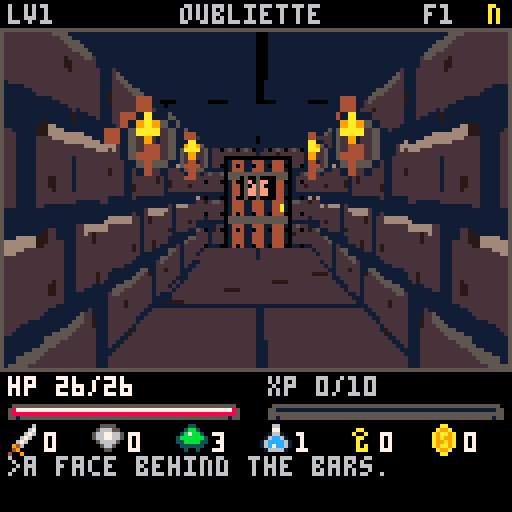 LV1 OUBLIETTE F1 N
HP 26/26 XP 0/10
0 0 3 1 0 0
>A FACE BEHIND THE BARS.